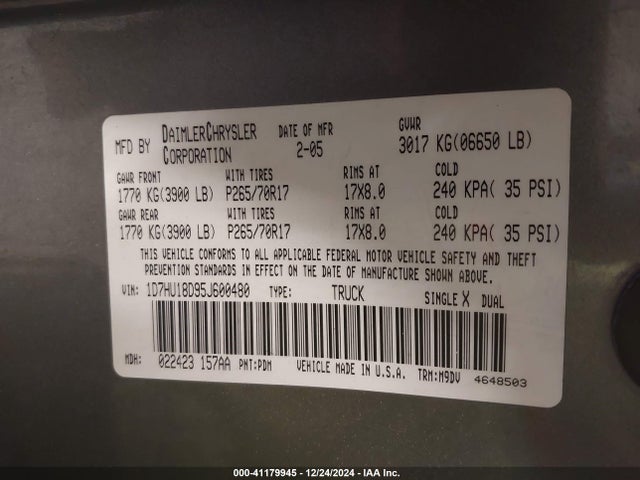 MFD BY DAIMLERCHRYSLER CORPORATION DATE OF MFR 2-05 GVWR 3017 KG(06650 LB)
GAWR FRONT WITH TIRES RIMS AT COLD
1770 KG(3900 LB) P265/70R17 17X8.0 240 KPA( 35 PSI)
GAWR REAR WITH TIRES RIMS AT COLD
1770 KG(3900 LB) P265/70R17 17X8.0 240 KPA( 35 PSI)
THIS VEHICLE CONFORMS TO ALL APPLICABLE FEDERAL MOTOR VEHICLE SAFETY AND THEFT
PREVENTION STANDARDS IN EFFECT ON THE DATE OF MANUFACTURE SHOWN ABOVE.
VIN: 1D7HU18D95J600480 TYPE: TRUCK SINGLE X DUAL
MDH: 022423 157AA PNT:PDM VEHICLE MADE IN U.S.A. TRM:M9DV 4648503
000-41179945 - 12/24/2024 - IAA Inc.